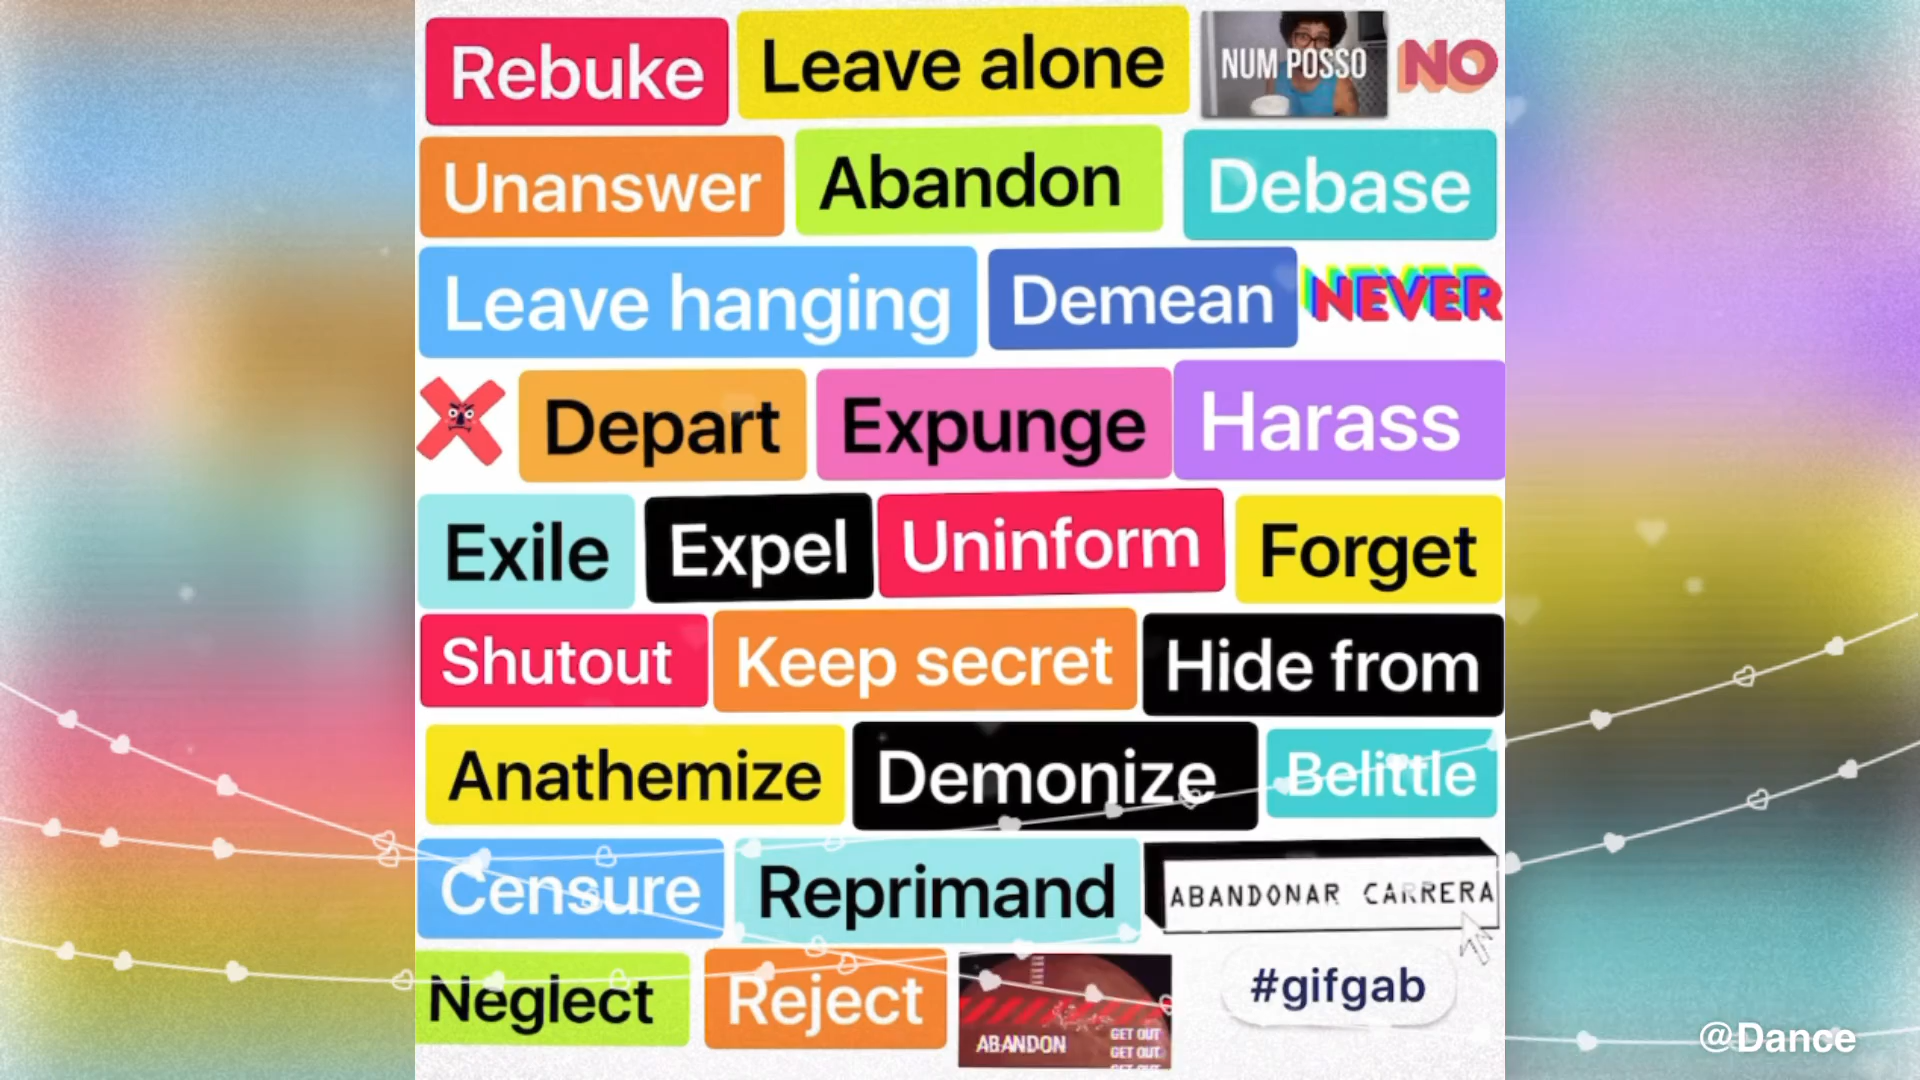 Rebuke Leave alone NUM POSSO NO
Unanswer Abandon Debase
Leave hanging Demean NEVER
Depart Expunge Harass
Exile Expel Uninform Forget
Shutout Keep secret Hide from
Anathemize Demonize Belittle
Censure Reprimand ABANDONAR CARRERA
Neglect Reject #gifgab
ABANDON GET OUT
GET OUT
GET OUT
@Dance